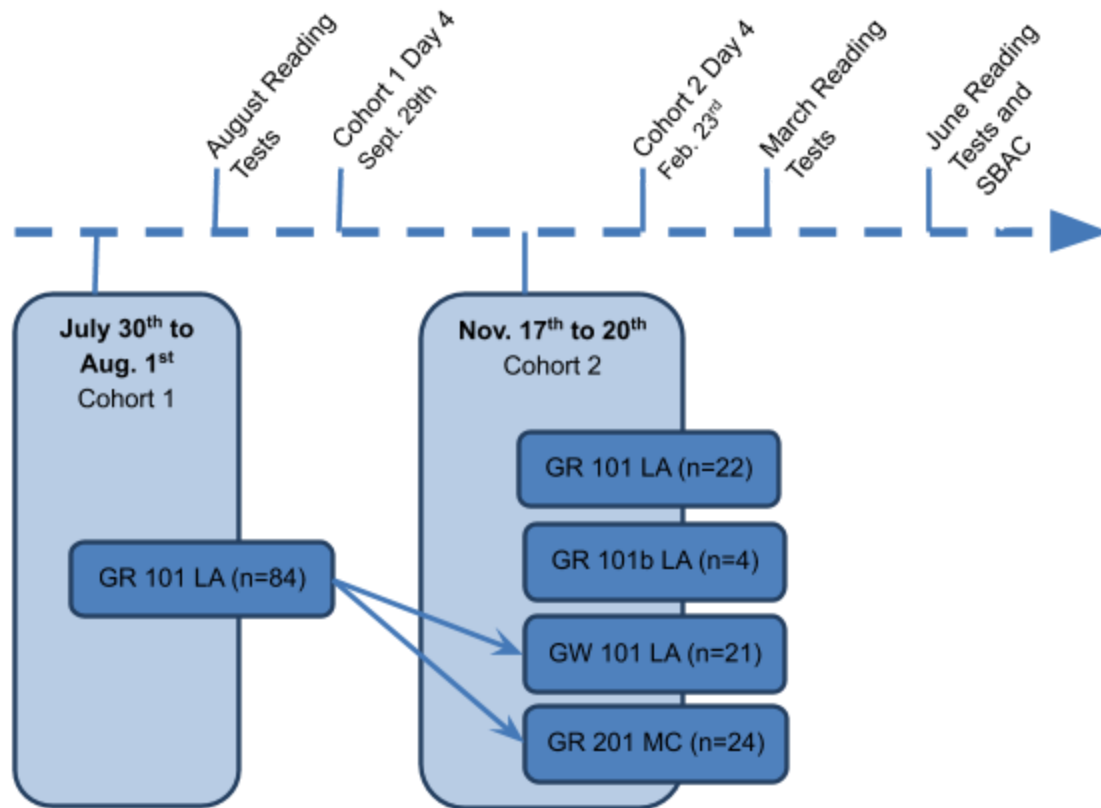 August Reading
Tests
Cohort 1 Day 4
Sept. 29th
Cohort 2 Day 4
Feb. 23rd
March Reading
Tests
June Reading
Tests and
SBAC
July 30th to
Aug. 1st
Cohort 1
GR 101 LA (n=84)
Nov. 17th to 20th
Cohort 2
GR 101 LA (n=22)
GR 101b LA (n=4)
GW 101 LA (n=21)
GR 201 MC (n=24)